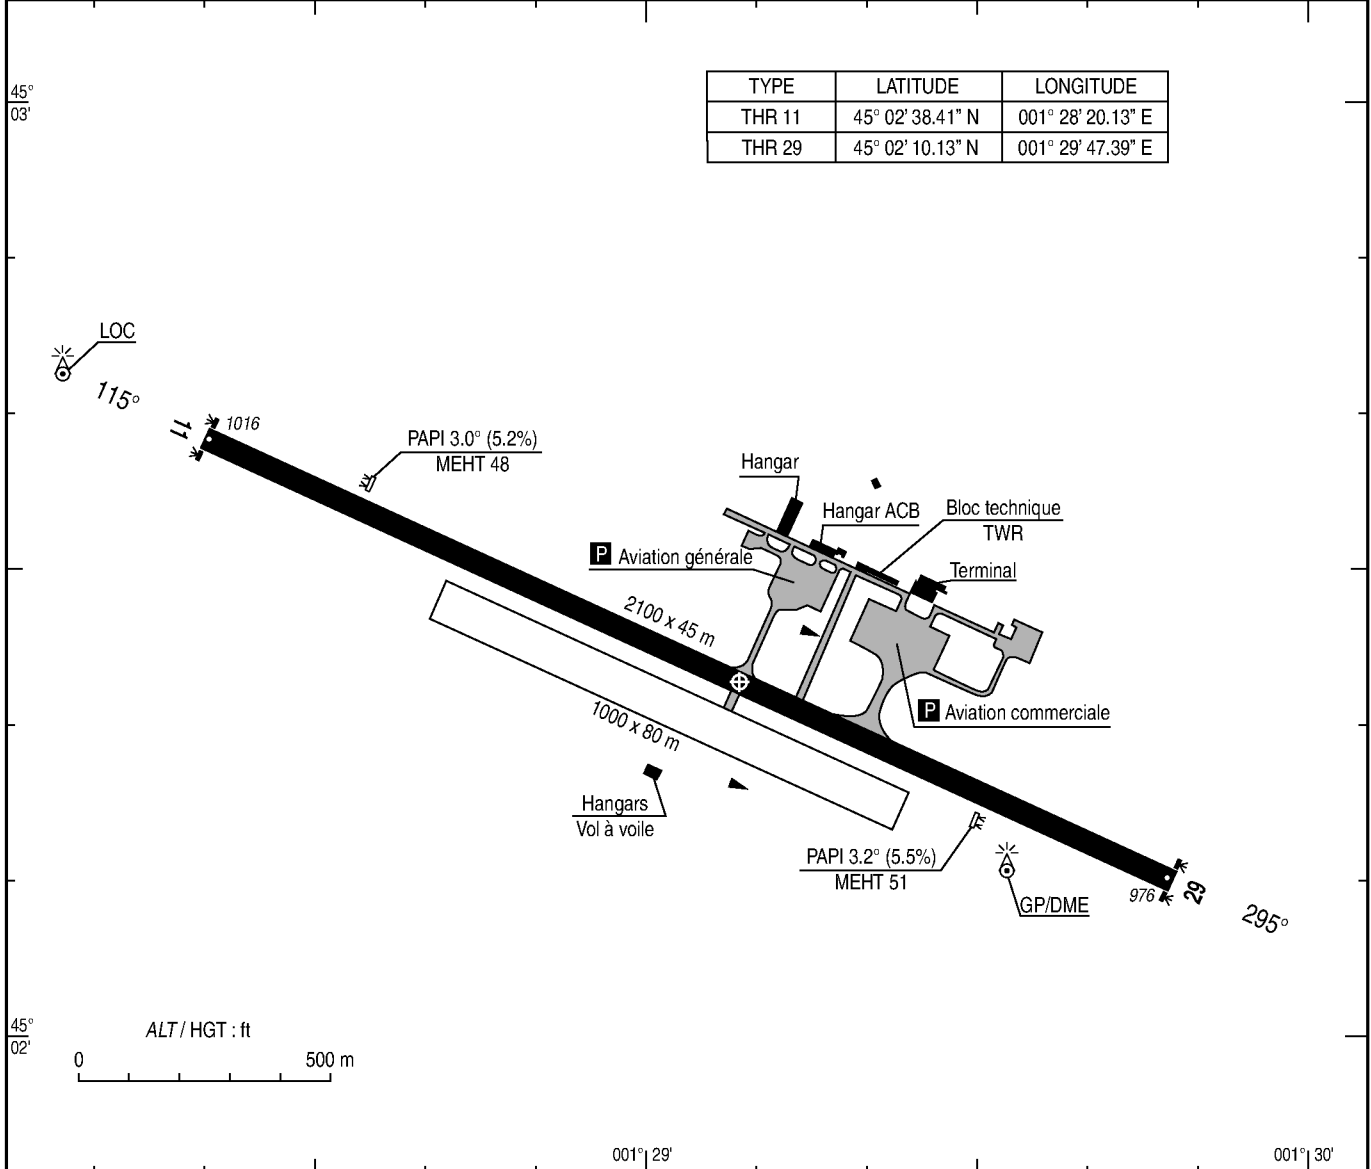 TYPE LATITUDE LONGITUDE
THR 11 45° 02' 38.41" N 001° 28' 20.13" E
THR 29 45° 02' 10.13" N 001° 29' 47.39" E
45°
03'
LOC
115°
11
1016
PAPI 3.0° (5.2%)
MEHT 48
Hangar
Hangar ACB
Bloc technique
TWR
P Aviation générale
Terminal
2100 x 45 m
1000 x 80 m
P Aviation commerciale
Hangars
Vol à voile
PAPI 3.2° (5.5%)
MEHT 51
GP/DME
976
29
295°
45°
02'
ALT / HGT : ft
0 500 m
001° 29'
001° 30'